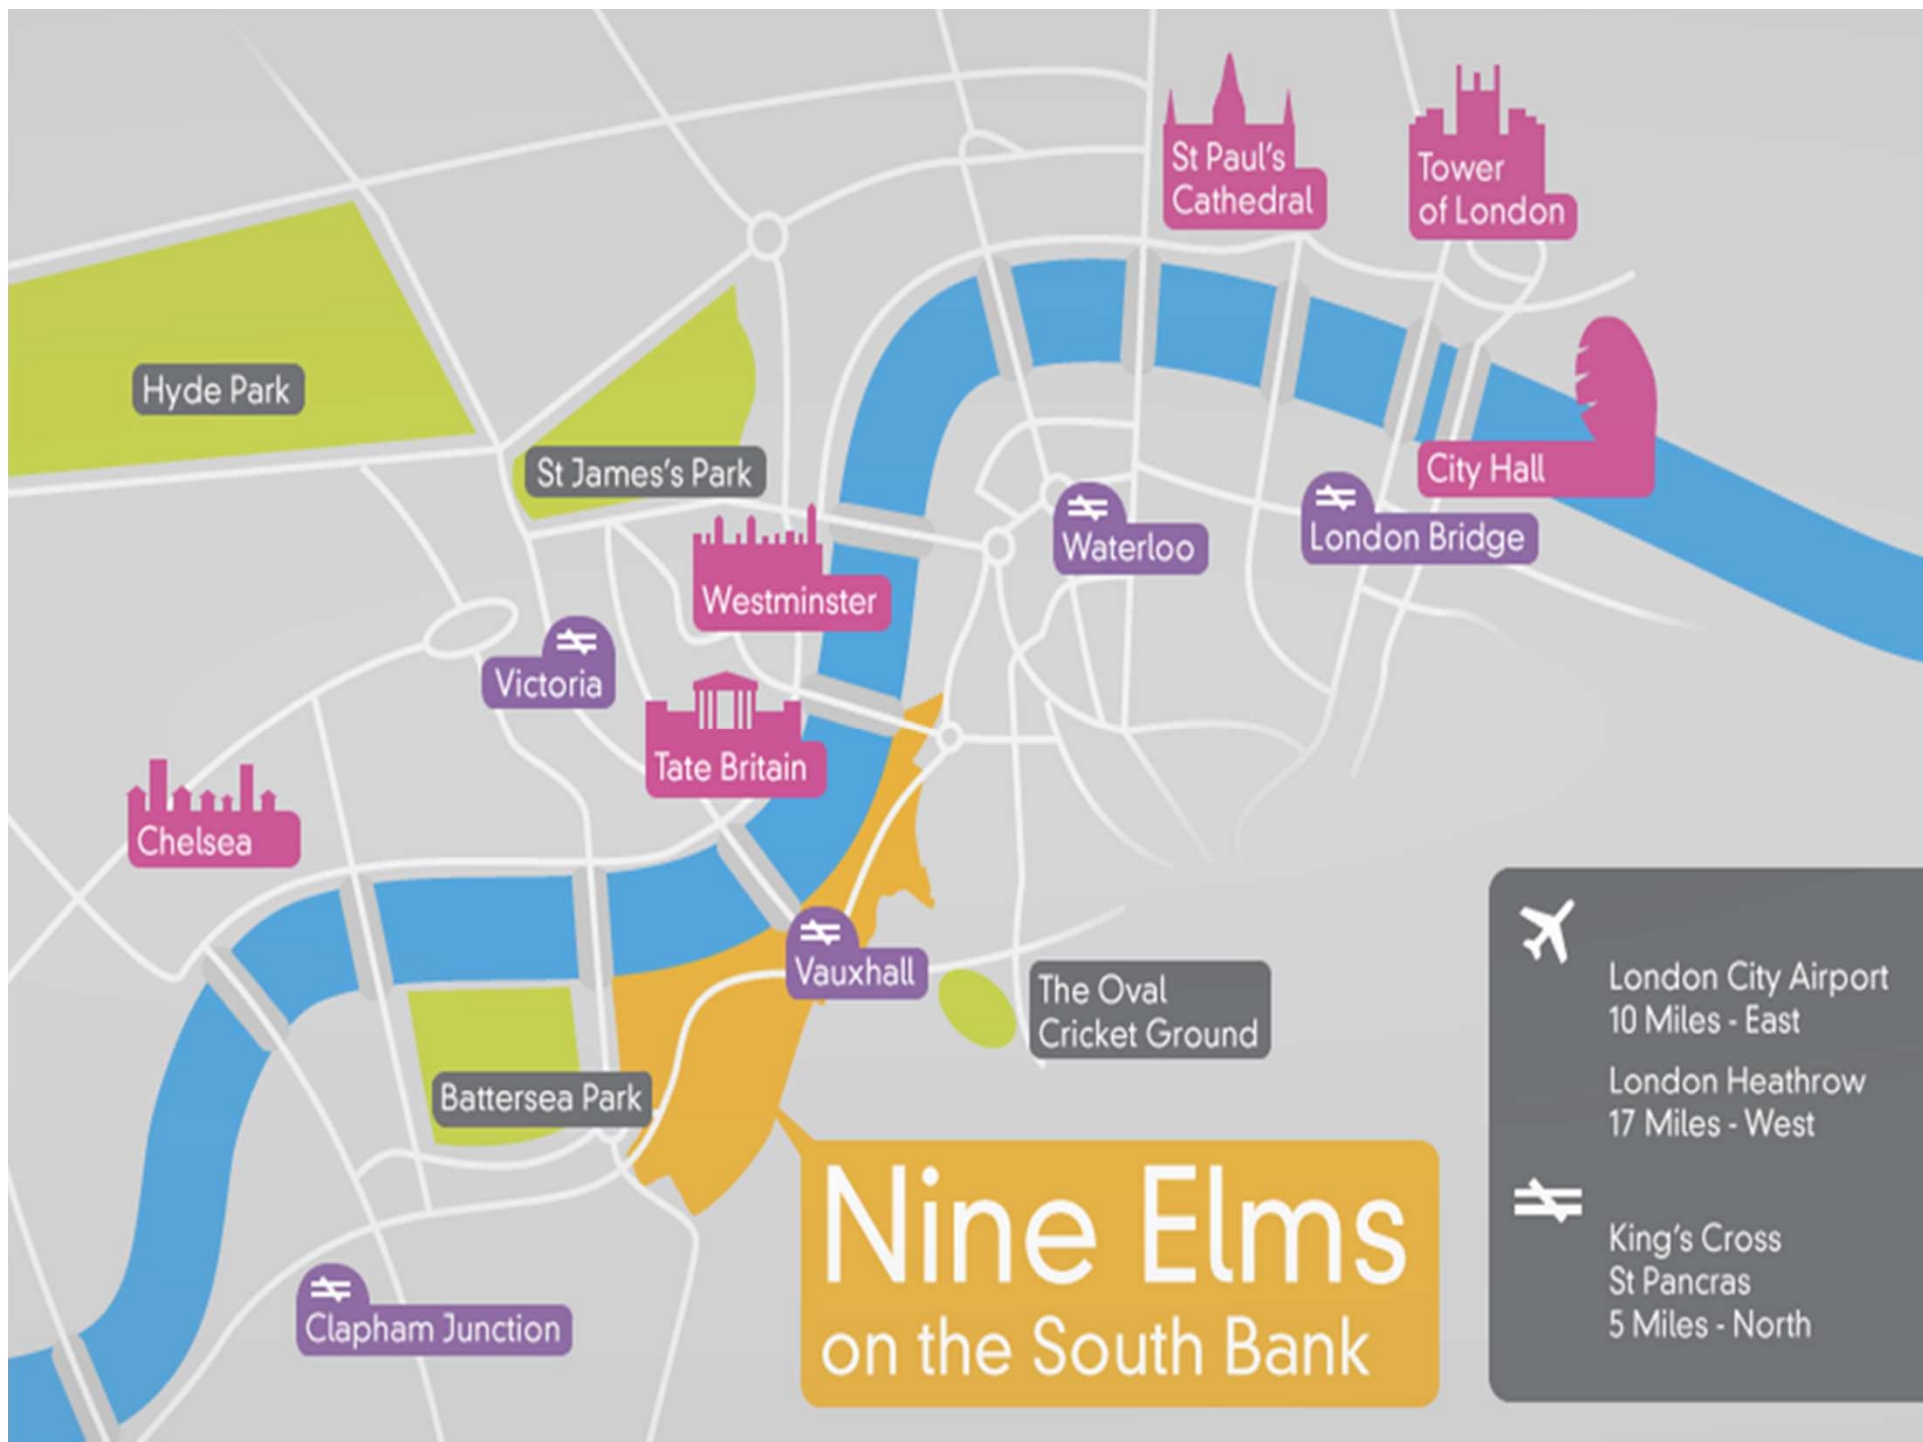 St Paul's
Cathedral
Tower
of London
Hyde Park
St James's Park
City Hall
Waterloo
London Bridge
Westminster
Victoria
Tate Britain
Chelsea
Vauxhall
The Oval
Cricket Ground
Battersea Park
Clapham Junction
Nine Elms
on the South Bank
London City Airport
10 Miles - East
London Heathrow
17 Miles - West
King's Cross
St Pancras
5 Miles - North